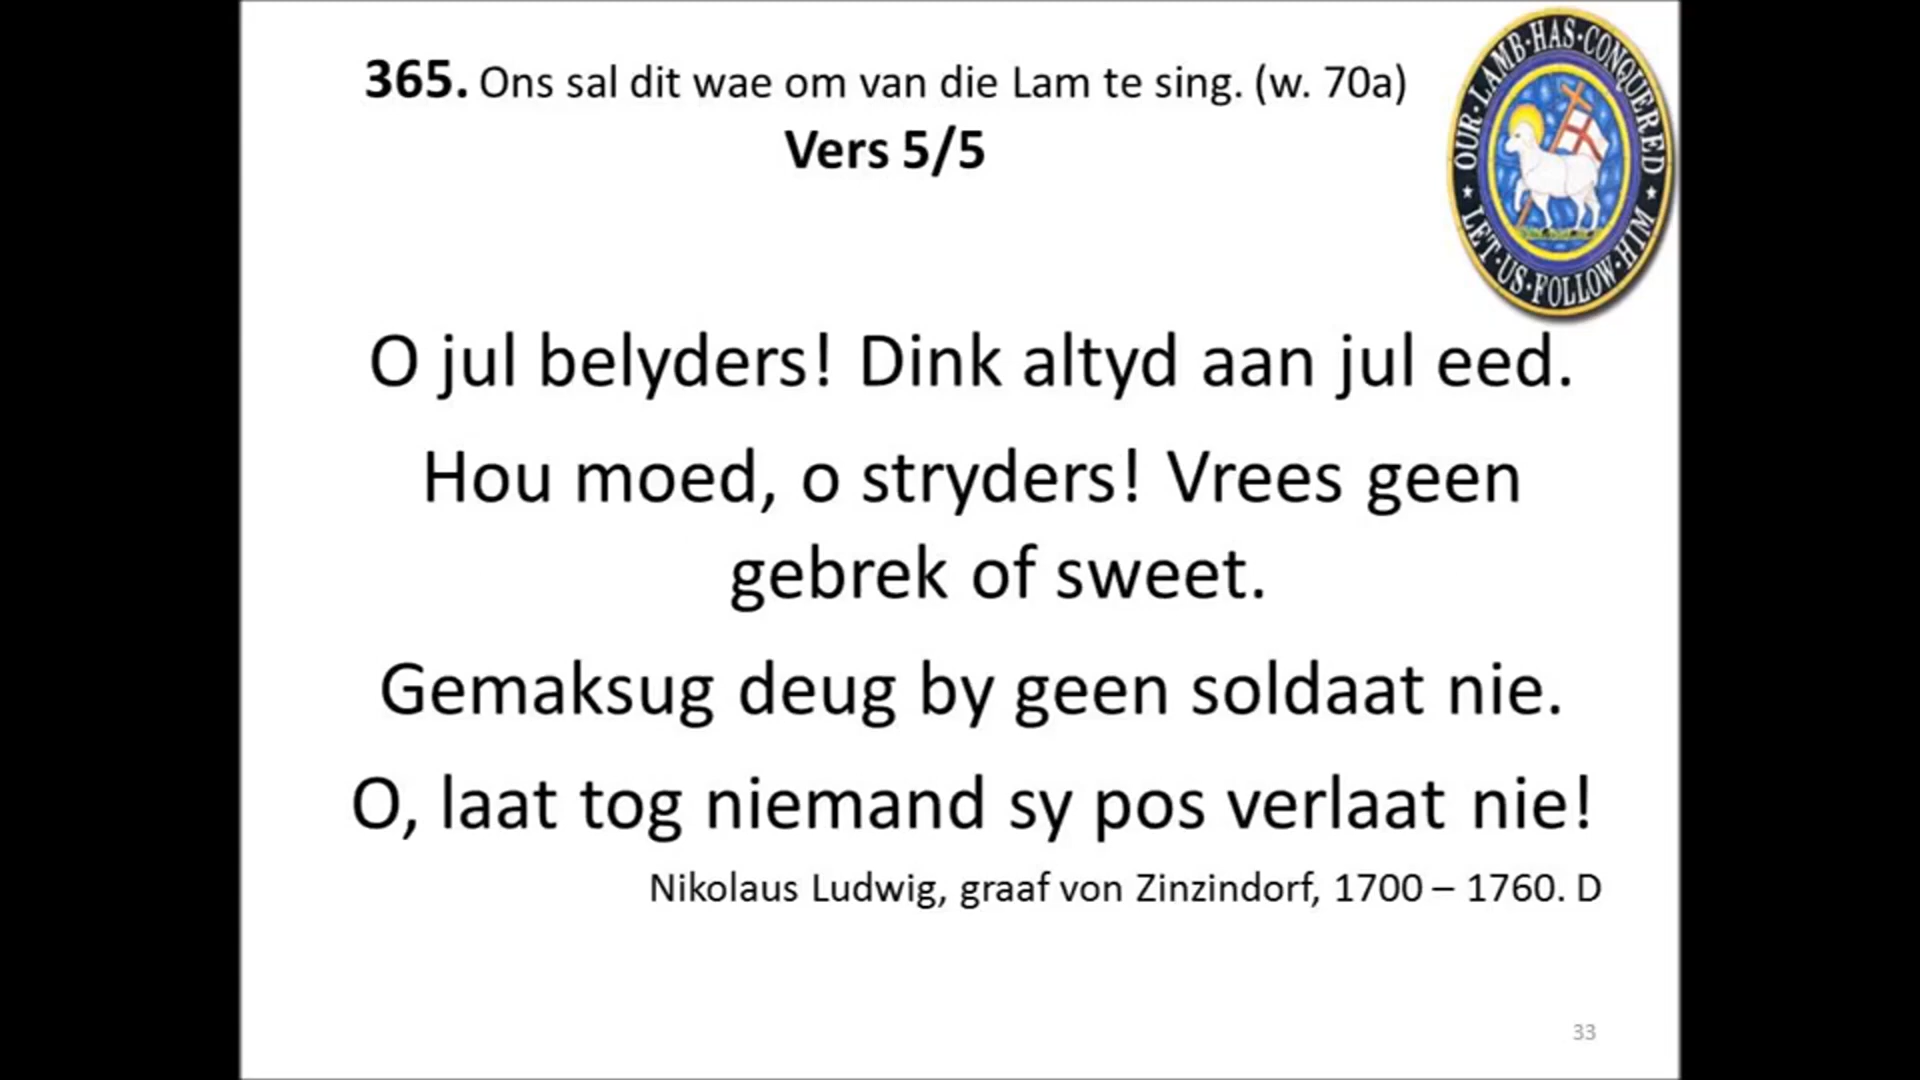 365. Ons sal dit wae om van die Lam te sing. (w. 70a)
Vers 5/5
OUR·LAMB·HAS·CONQUERED
LET·US·FOLLOW·HIM
O jul belyders! Dink altyd aan jul eed.
Hou moed, o stryders! Vrees geen
gebrek of sweet.
Gemaksug deug by geen soldaat nie.
O, laat tog niemand sy pos verlaat nie!
Nikolaus Ludwig, graaf von Zinzindorf, 1700 – 1760. D
33